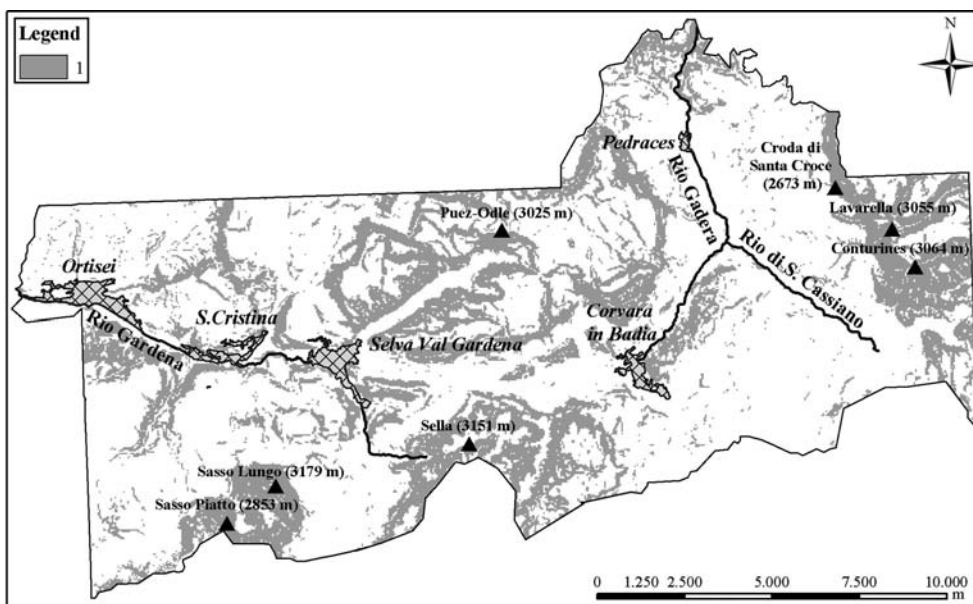 Legend
1
N
Pedraces
Croda di
Santa Croce
(2673 m)
Rio Gadera
Puez-Odle (3025 m)
Lavarella (3055 m)
Conturines (3064 m)
Rio di S. Cassiano
Ortisei
Rio Gardena
S.Cristina
Selva Val Gardena
Corvara
in Badia
Sella (3151 m)
Sasso Lungo (3179 m)
Sasso Piatto (2853 m)
0 1.250 2.500 5.000 7.500 10.000
m